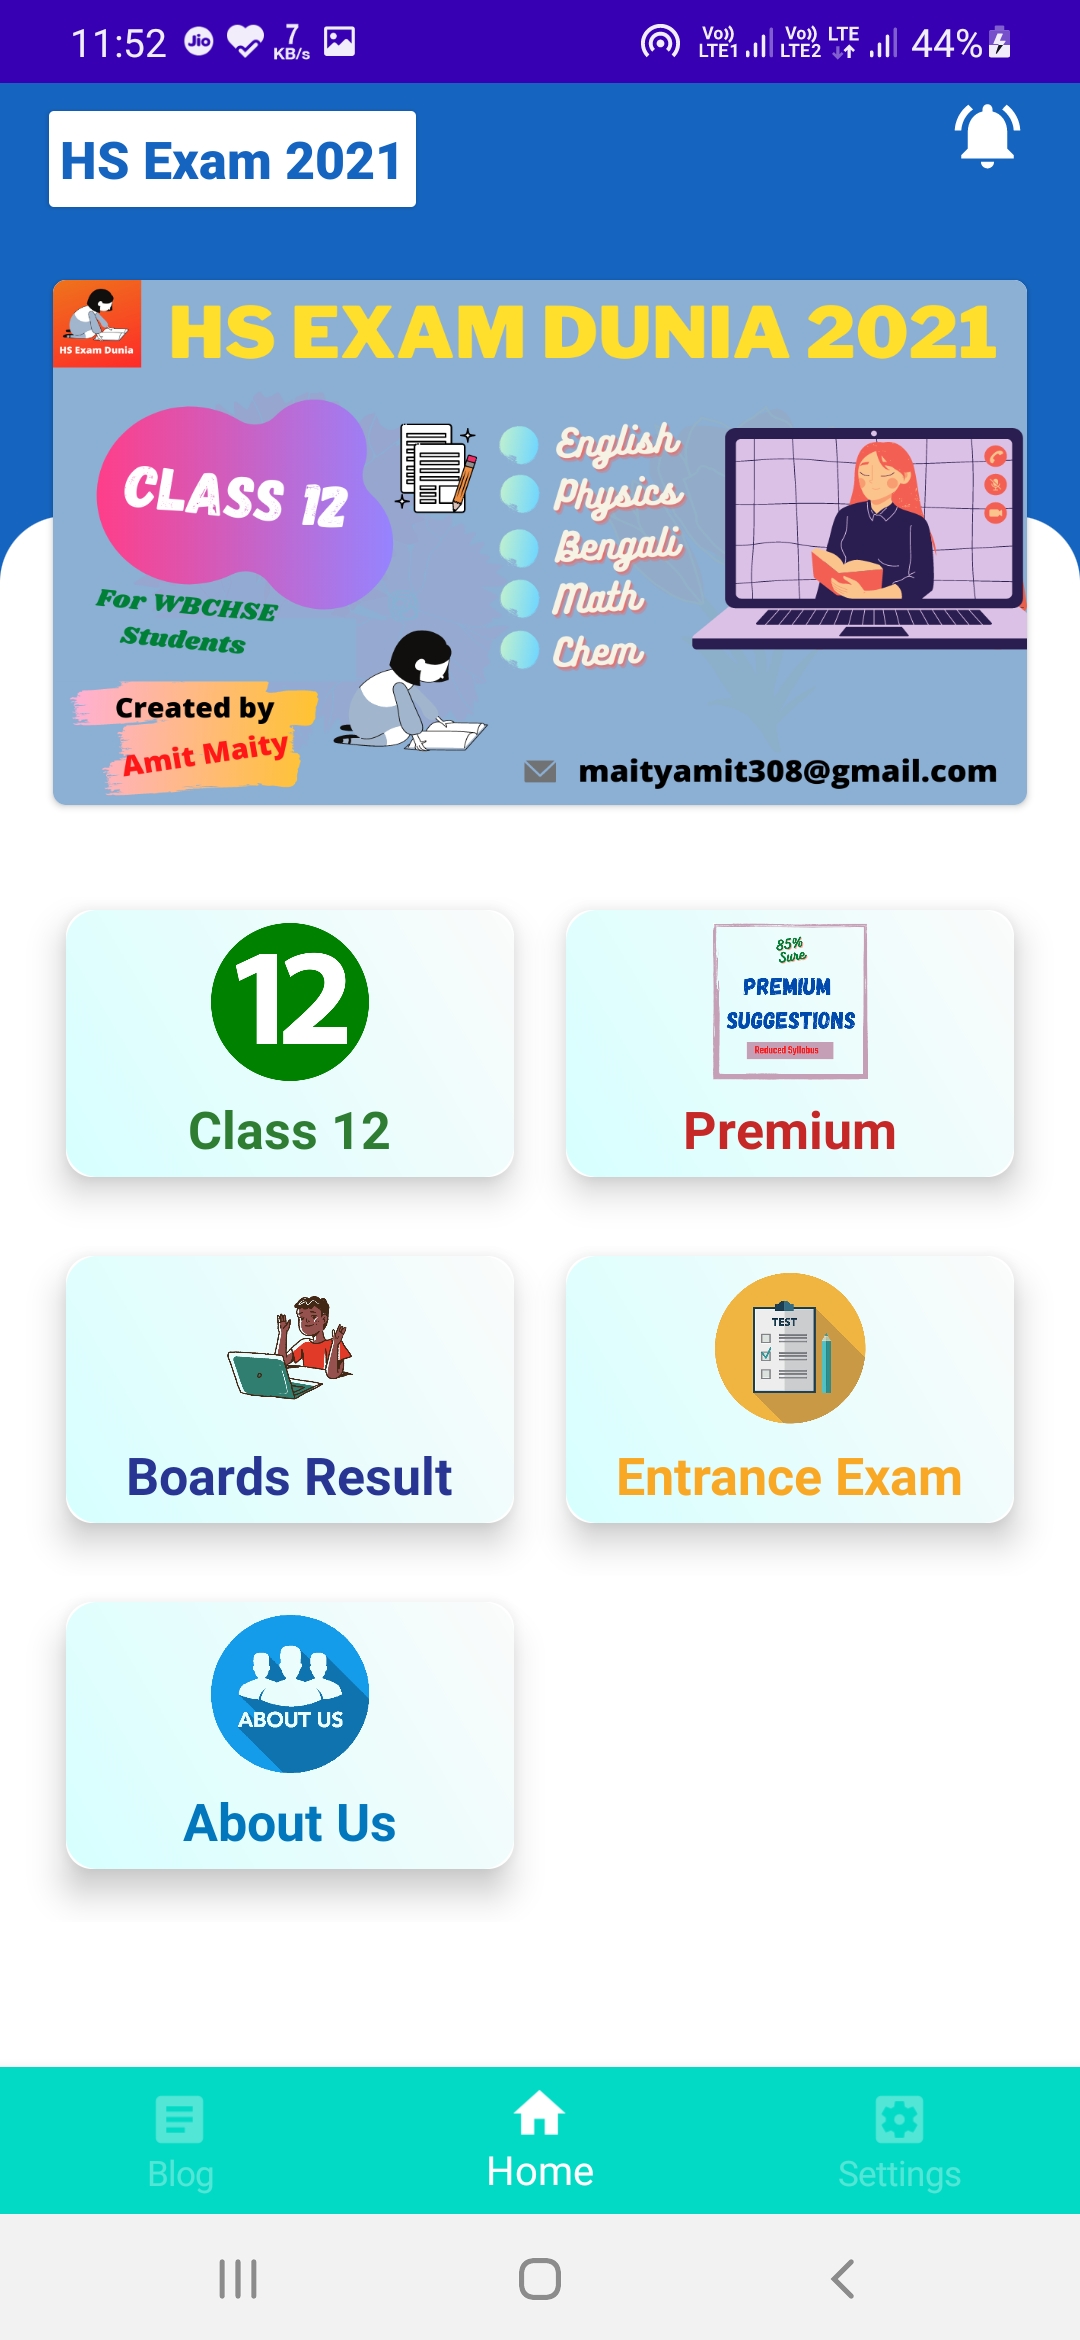 11:52 Jio 7 KB/s Vo)) LTE1 Vo)) LTE2 LTE 44%
HS Exam 2021
HS Exam Dunia
HS EXAM DUNIA 2021
CLASS 12
English
Physics
Bengali
Math
Chem
For WBCHSE
Students
Created by
Amit Maity
maityamit308@gmail.com
12
Class 12
85%
Sure
PREMIUM
SUGGESTIONS
Reduced Syllabus
Premium
Boards Result
TEST
Entrance Exam
ABOUT US
About Us
Blog
Home
Settings